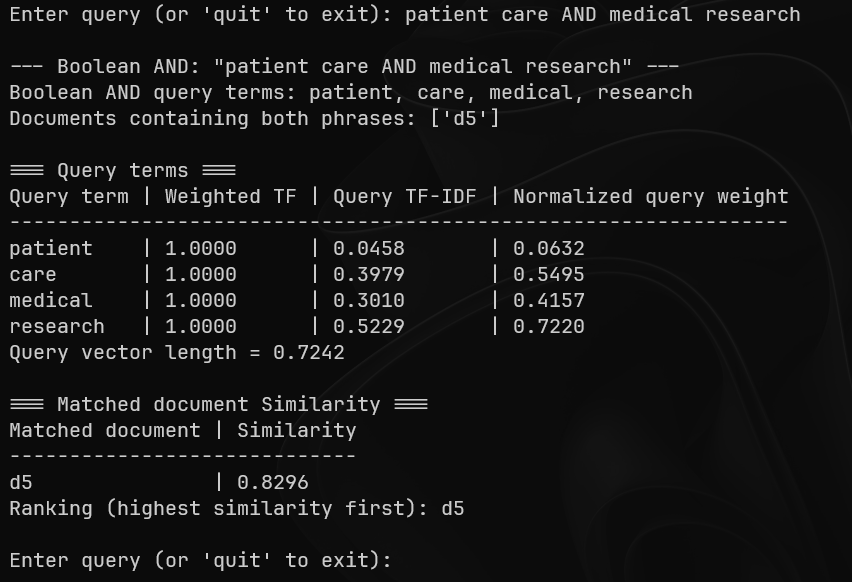 Enter query (or 'quit' to exit): patient care AND medical research
--- Boolean AND: "patient care AND medical research" ---
Boolean AND query terms: patient, care, medical, research
Documents containing both phrases: ['d5']
=== Query terms ===
Query term | Weighted TF | Query TF-IDF | Normalized query weight
-----------------------------------------------------------------
patient    | 1.0000      | 0.0458       | 0.0632
care       | 1.0000      | 0.3979       | 0.5495
medical    | 1.0000      | 0.3010       | 0.4157
research   | 1.0000      | 0.5229       | 0.7220
Query vector length = 0.7242
=== Matched document Similarity ===
Matched document | Similarity
-----------------------------
d5               | 0.8296
Ranking (highest similarity first): d5
Enter query (or 'quit' to exit):